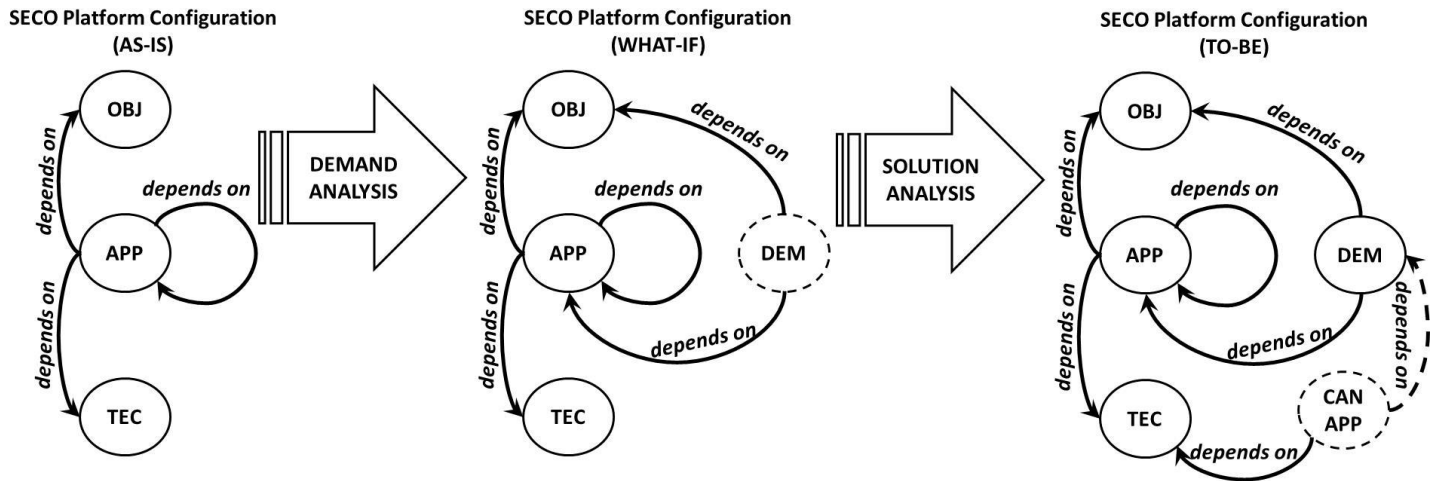 SECO Platform Configuration
(AS-IS)
OBJ
depends on
APP
depends on
depends on
TEC
DEMAND
ANALYSIS
SECO Platform Configuration
(WHAT-IF)
OBJ
depends on
depends on
APP
depends on
DEM
depends on
depends on
TEC
SOLUTION
ANALYSIS
SECO Platform Configuration
(TO-BE)
OBJ
depends on
depends on
APP
depends on
DEM
depends on
depends on
depends on
TEC
CAN
APP
depends on